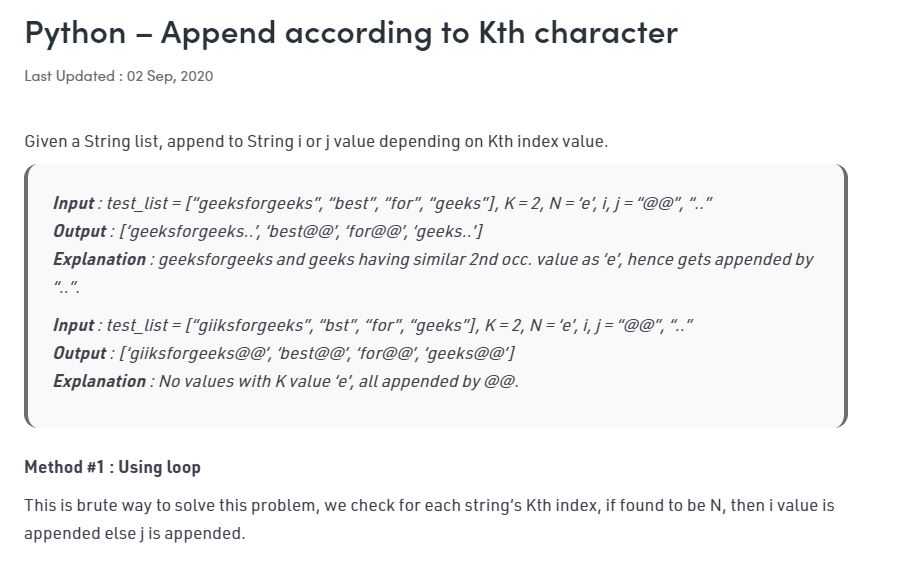 Python – Append according to Kth character
Last Updated : 02 Sep, 2020
Given a String list, append to String i or j value depending on Kth index value.
Input : test_list = [“geeksforgeeks”, “best”, “for”, “geeks”], K = 2, N = ‘e’, i, j = “@@”, “..”
Output : [‘geeksforgeeks..’, ‘best@@’, ‘for@@’, ‘geeks..’]
Explanation : geeksforgeeks and geeks having similar 2nd occ. value as ‘e’, hence gets appended by
“..”.
Input : test_list = [“giiksforgeeks”, “bst”, “for”, “geeks”], K = 2, N = ‘e’, i, j = “@@”, “..”
Output : [‘giiksforgeeks@@’, ‘best@@’, ‘for@@’, ‘geeks@@’]
Explanation : No values with K value ‘e’, all appended by @@.
Method #1 : Using loop
This is brute way to solve this problem, we check for each string’s Kth index, if found to be N, then i value is
appended else j is appended.